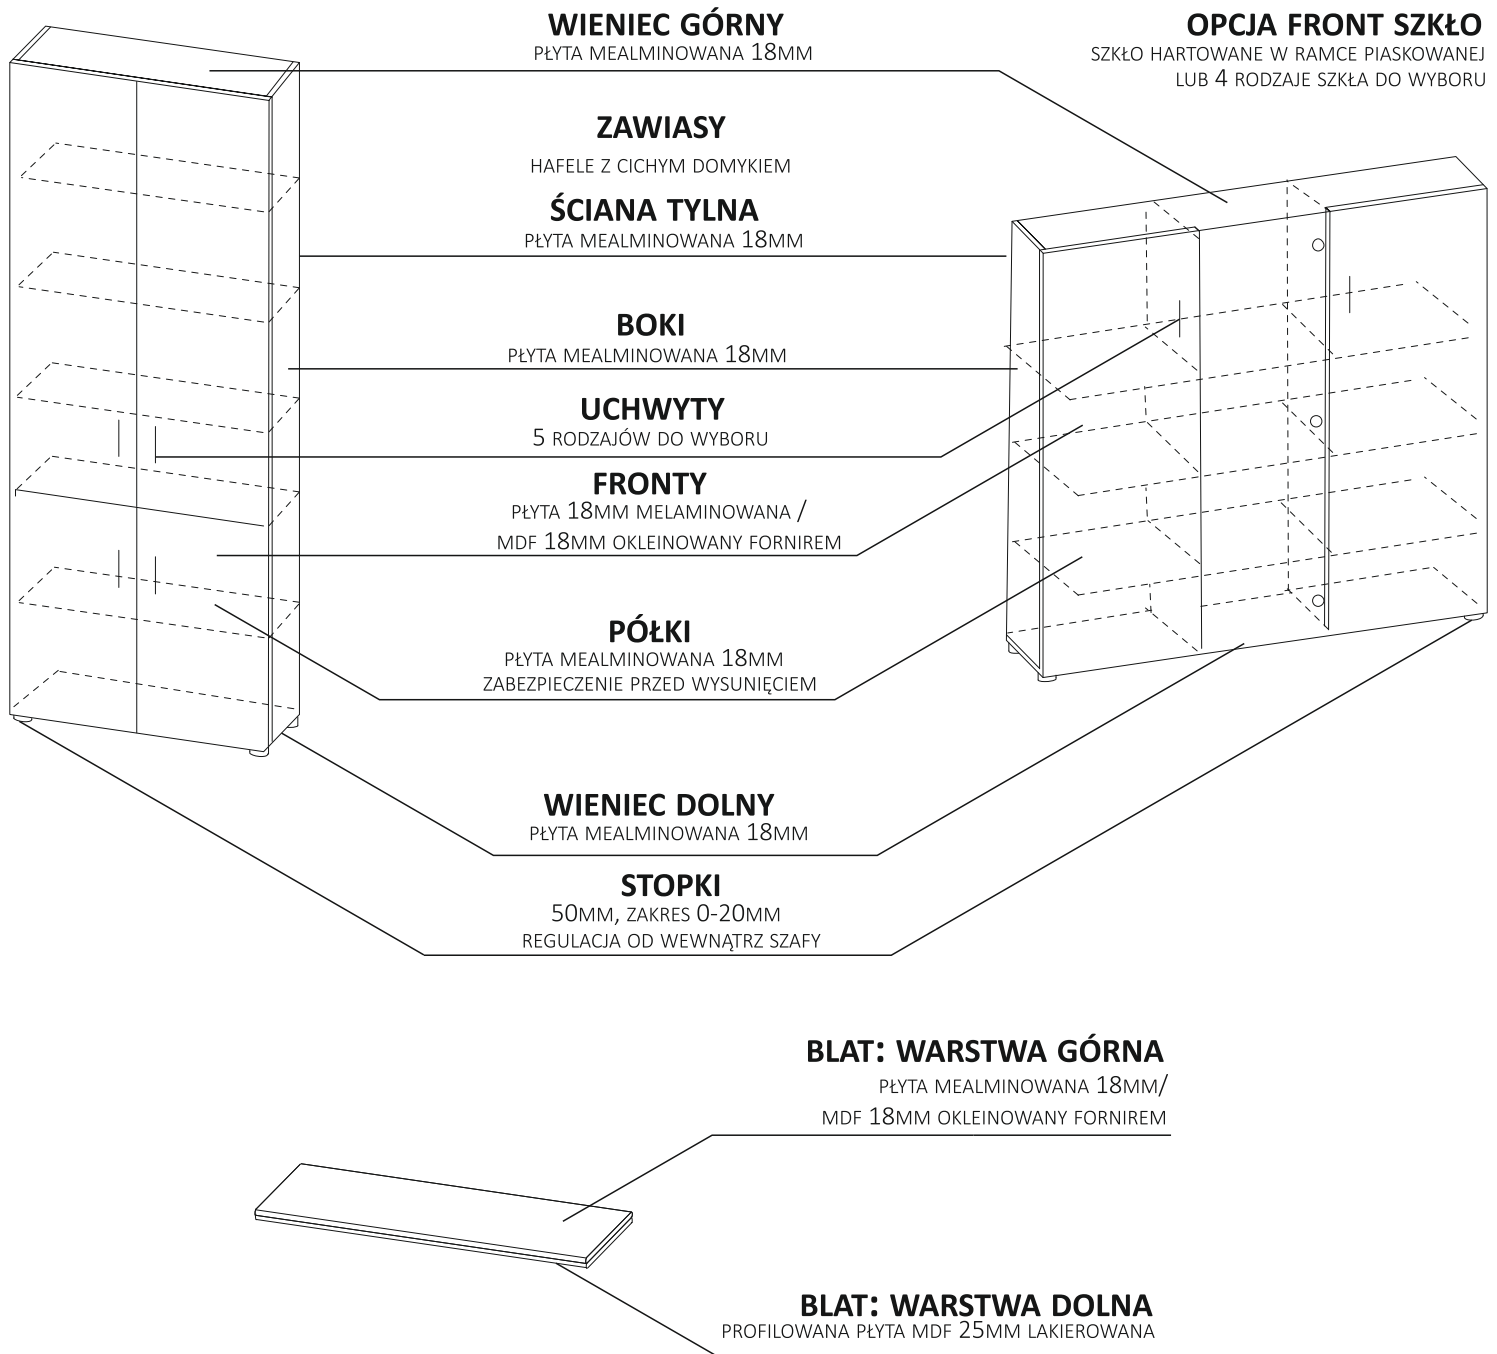 WIENIEC GÓRNY
PŁYTA MEALMINOWANA 18MM
OPCJA FRONT SZKŁO
SZKŁO HARTOWANE W RAMCE PIASKOWANEJ
LUB 4 RODZAJE SZKŁA DO WYBORU
ZAWIASY
HAFELE Z CICHYM DOMYKIEM
ŚCIANA TYLNA
PŁYTA MEALMINOWANA 18MM
BOKI
PŁYTA MEALMINOWANA 18MM
UCHWYTY
5 RODZAJÓW DO WYBORU
FRONTY
PŁYTA 18MM MELAMINOWANA /
MDF 18MM OKLEINOWANY FORNIREM
PÓŁKI
PŁYTA MEALMINOWANA 18MM
ZABEZPIECZENIE PRZED WYSUNIĘCIEM
WIENIEC DOLNY
PŁYTA MEALMINOWANA 18MM
STOPKI
50MM, ZAKRES 0-20MM
REGULACJA OD WEWNĄTRZ SZAFY
BLAT: WARSTWA GÓRNA
PŁYTA MEALMINOWANA 18MM/
MDF 18MM OKLEINOWANY FORNIREM
BLAT: WARSTWA DOLNA
PROFILOWANA PŁYTA MDF 25MM LAKIEROWANA